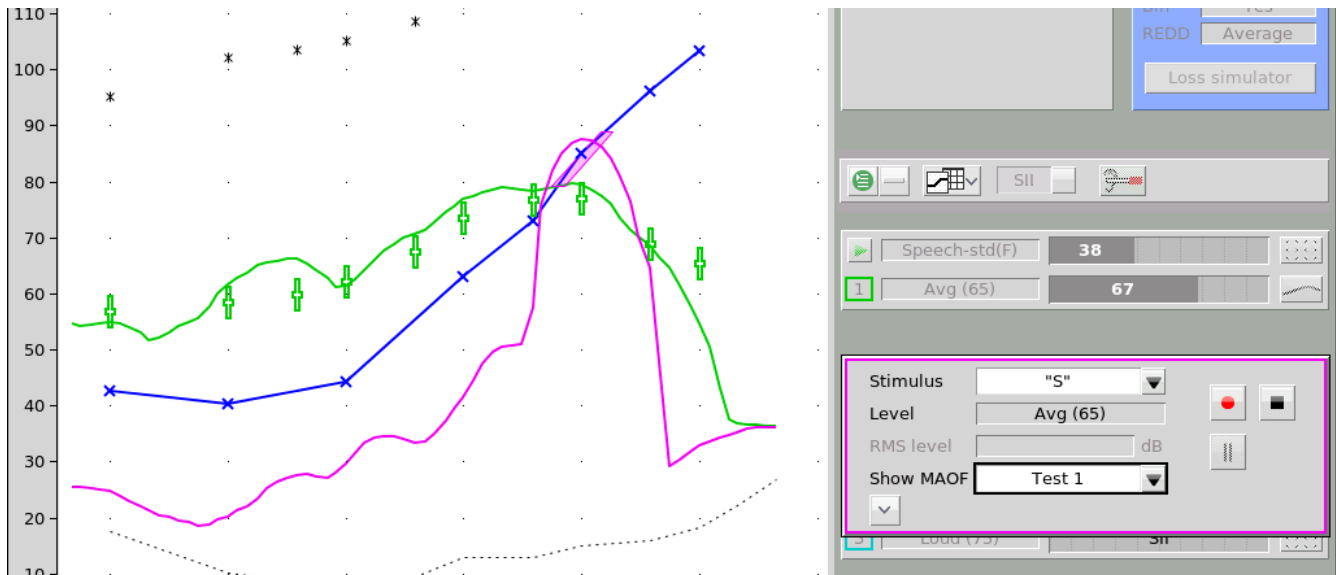 110
100
90
80
70
60
50
40
30
20
10
REDD Average
Loss simulator
SII
Speech-std(F) 38
1 Avg (65) 67
Stimulus "S"
Level Avg (65)
RMS level dB
Show MAOF Test 1